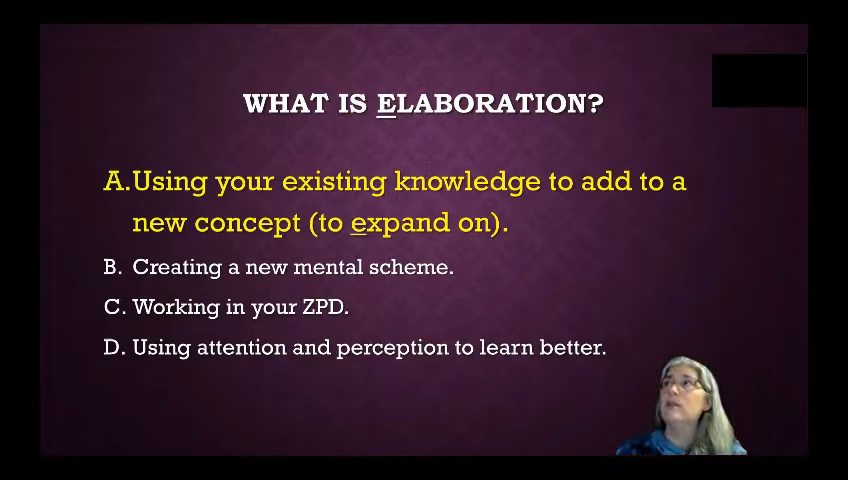 WHAT IS ELABORATION?
A. Using your existing knowledge to add to a
new concept (to expand on).
B. Creating a new mental scheme.
C. Working in your ZPD.
D. Using attention and perception to learn better.